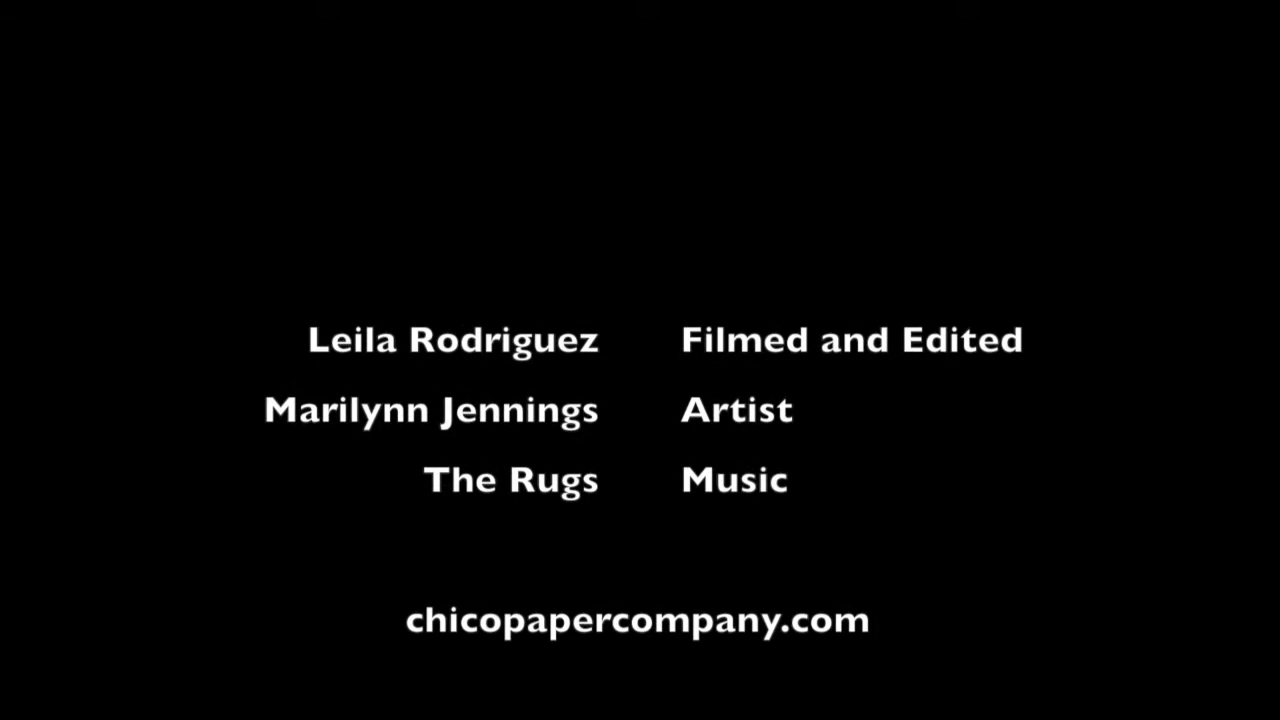 Leila Rodriguez Filmed and Edited
Marilynn Jennings Artist
The Rugs Music
chicopapercompany.com